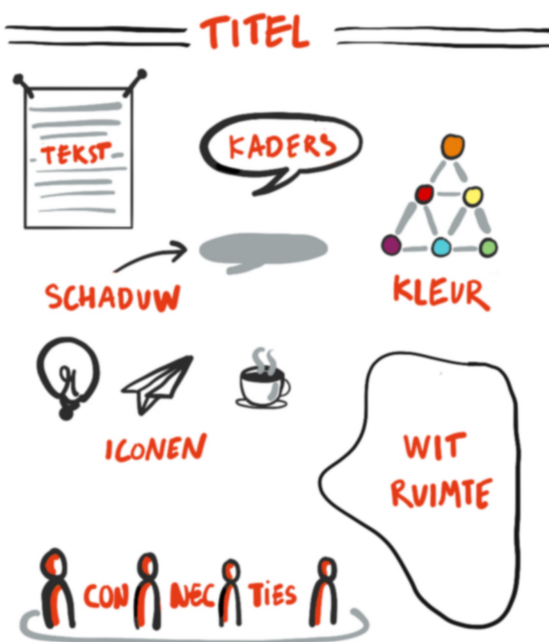 TITEL
TEKST
KADERS
SCHADUW
KLEUR
ICONEN
WIT
RUIMTE
CON NEC TIES